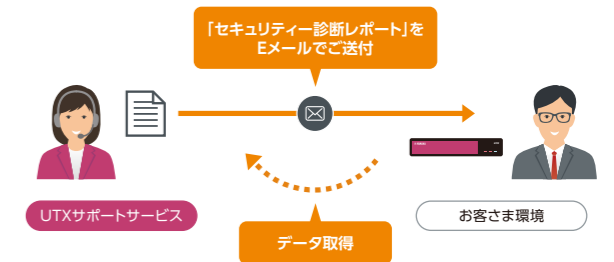 「セキュリティー診断レポート」を
Eメールでご送付
UTXサポートサービス
お客さま環境
データ取得